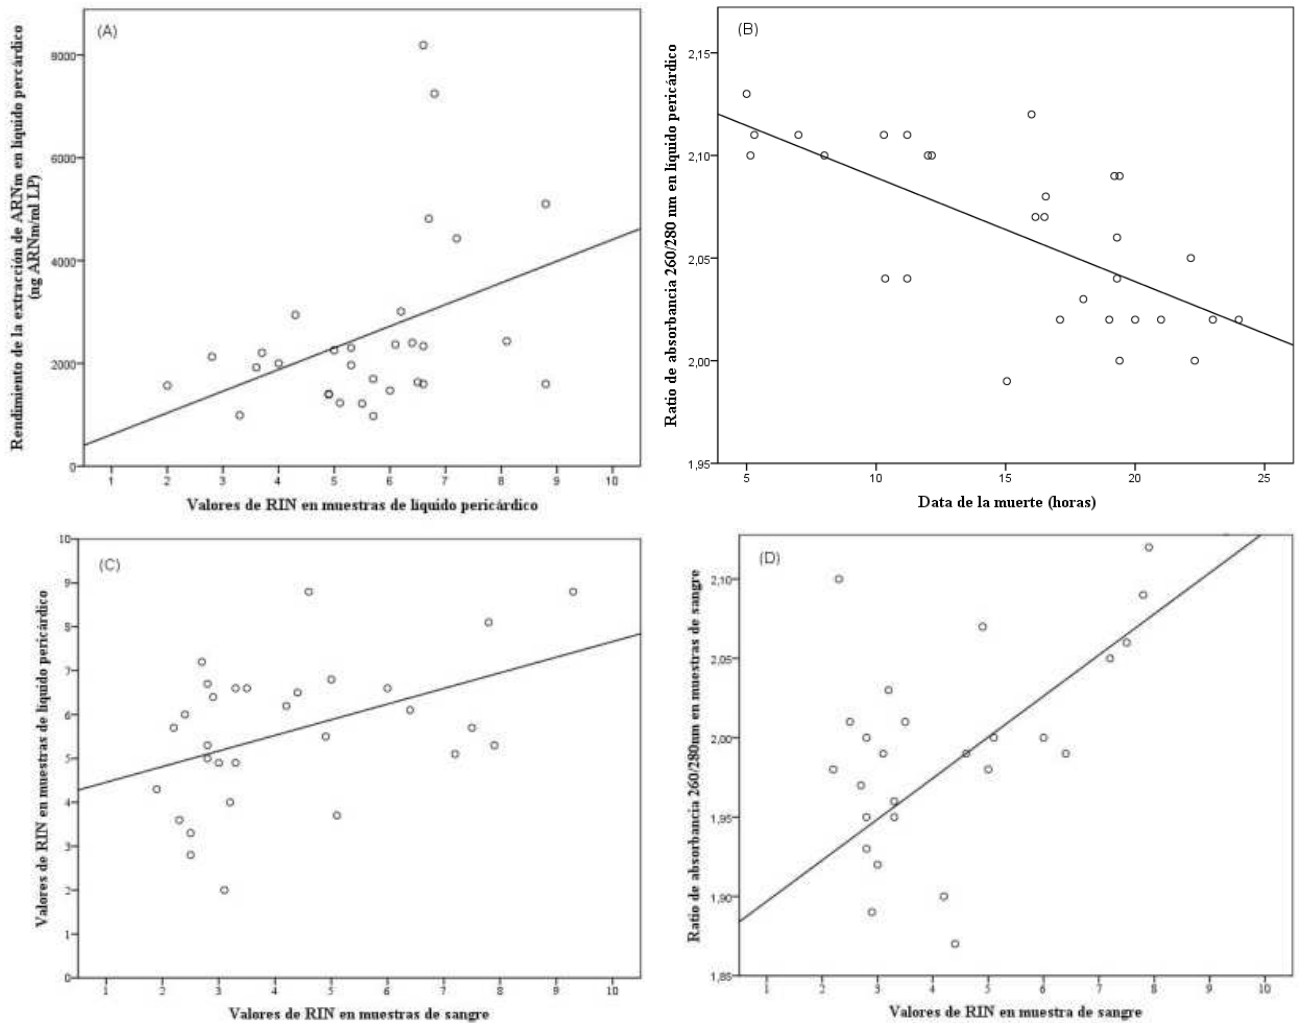 (A)
Rendimiento de la extracción de ARNm en líquido percárdico
(ng ARNm/ml LP)
8000
6000
4000
2000
0
1 2 3 4 5 6 7 8 9 10
Valores de RIN en muestras de líquido pericárdico
(B)
Ratio de absorbancia 260/280 nm en líquido pericárdico
2,15
2,10
2,05
2,00
1,95
5 10 15 20 25
Data de la muerte (horas)
(C)
Valores de RIN en muestras de líquido pericárdico
10
9
8
7
6
5
4
3
2
1
0
1 2 3 4 5 6 7 8 9 10
Valores de RIN en muestras de sangre
(D)
Ratio de absorbancia 260/280nm en muestras de sangre
2,10
2,05
2,00
1,95
1,90
1,85
1 2 3 4 5 6 7 8 9 10
Valores de RIN en muestra de sangre